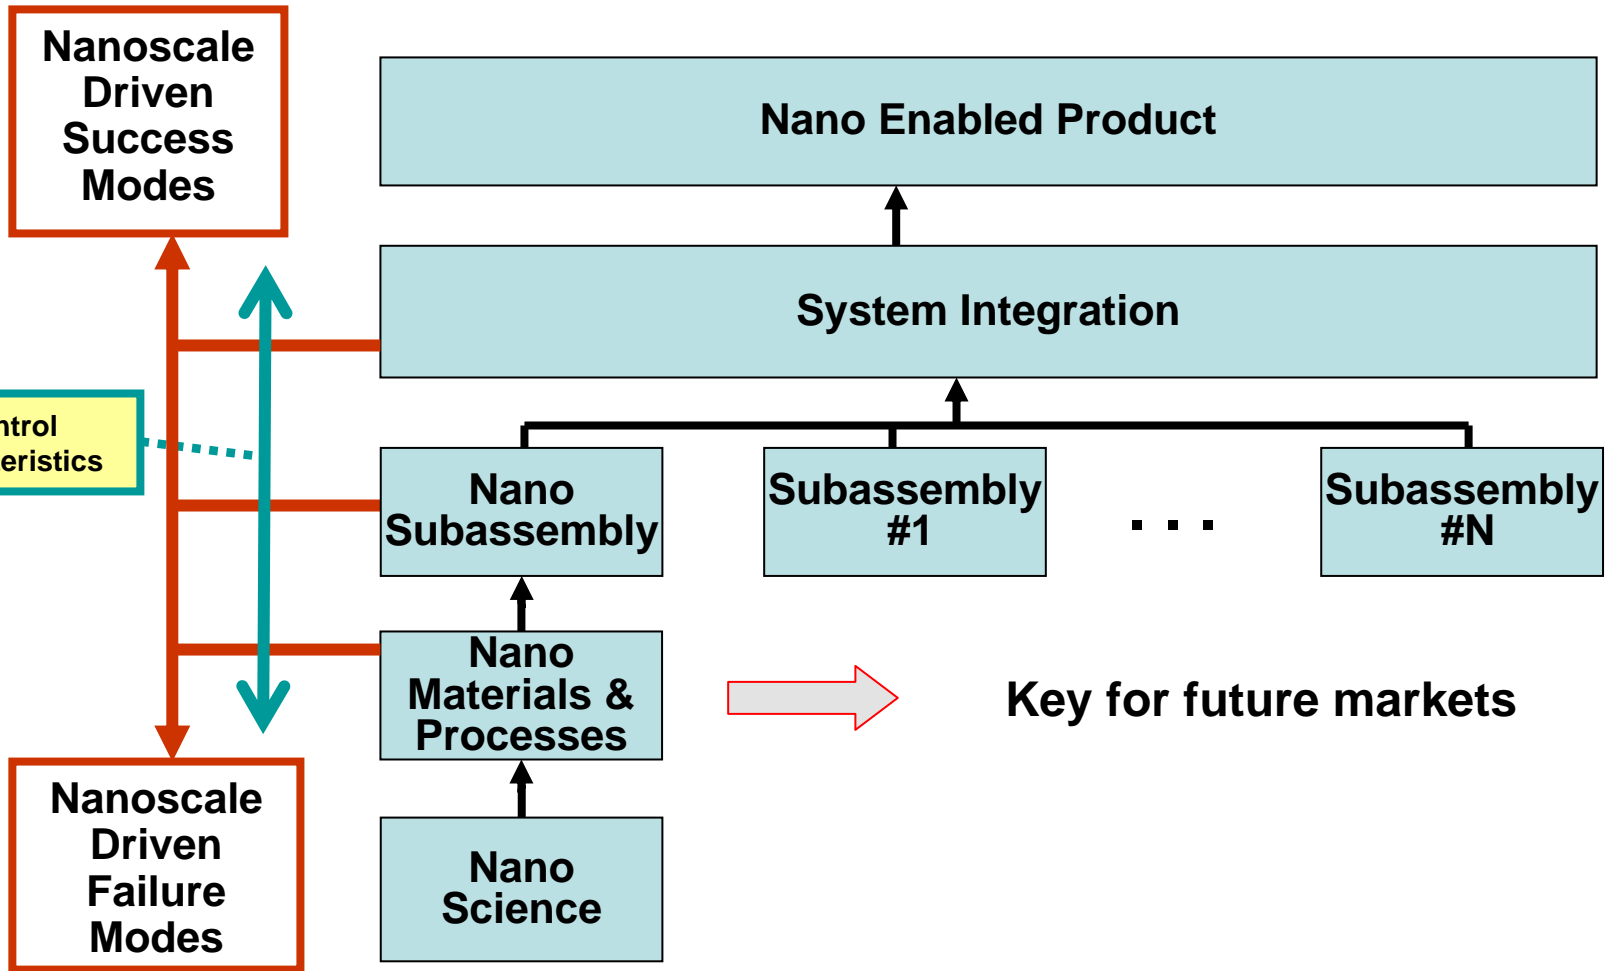 Nanoscale
Driven
Success
Modes
Nano Enabled Product
System Integration
ntrol
teristics
Nano
Subassembly
Subassembly
#1
. . .
Subassembly
#N
Nano
Materials &
Processes
Key for future markets
Nanoscale
Driven
Failure
Modes
Nano
Science